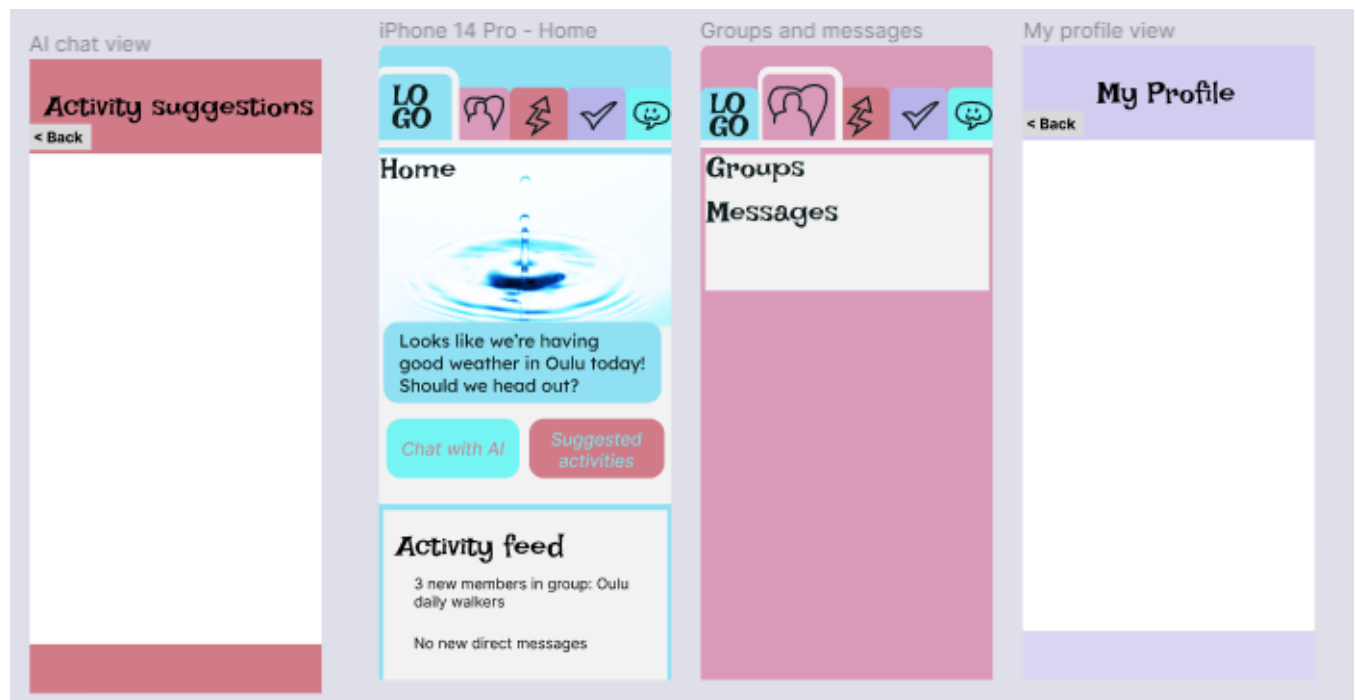 AI chat view
Activity suggestions
< Back
iPhone 14 Pro - Home
LO
GO
Home
Looks like we're having
good weather in Oulu today!
Should we head out?
Chat with AI
Suggested
activities
Activity feed
3 new members in group: Oulu
daily walkers
No new direct messages
Groups and messages
LO
GO
Groups
Messages
My profile view
My Profile
< Back